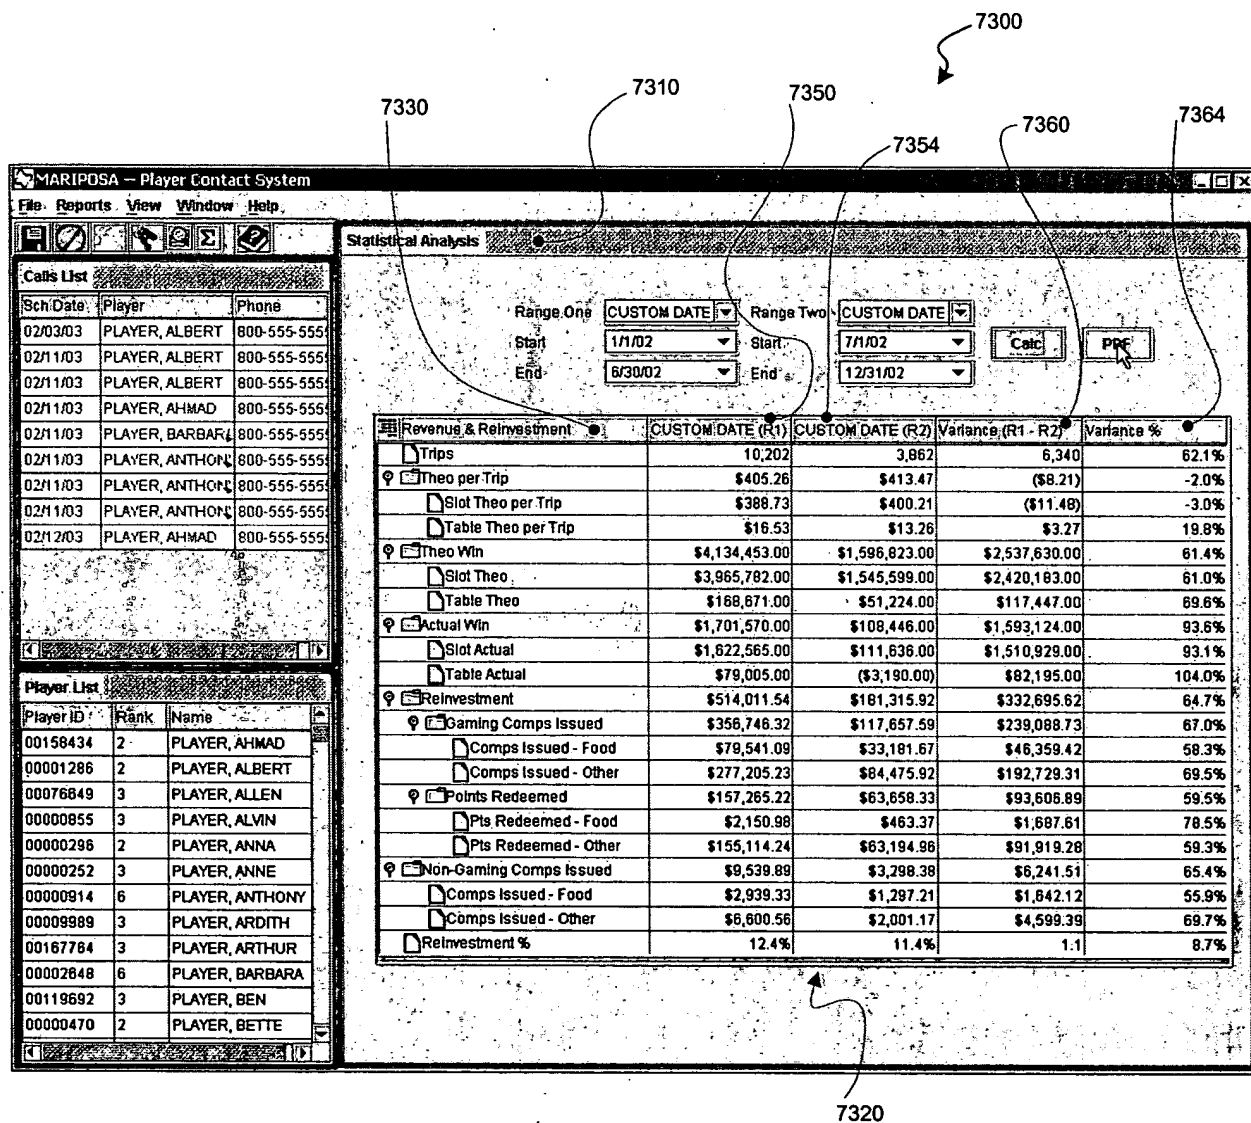 7300
7310
7350
7330
7360
7364
7354
MARIPOSA — Player Contact System
File Reports View Window Help
Statistical Analysis
Calls List
Sch Date Player Phone
02/03/03 PLAYER, ALBERT 800-555-5555
02/11/03 PLAYER, ALBERT 800-555-555
02/11/03 PLAYER, ALBERT 800-555-555
02/11/03 PLAYER, AHMAD 800-555-555
02/11/03 PLAYER, BARBARA 800-555-555
02/11/03 PLAYER, ANTHON 800-555-555
02/11/03 PLAYER, ANTHON 800-555-555
02/11/03 PLAYER, ANTHON 800-555-555
02/12/03 PLAYER, AHMAD 800-555-555
Range One CUSTOM DATE Range Two CUSTOM DATE
Start 1/1/02 Start 7/1/02 Calc
End 6/30/02 End 12/31/02
Revenue & Reinvestment CUSTOM DATE (R1) CUSTOM DATE (R2) Variance (R1 - R2) Variance %
Trips 10,202 3,862 6,340 62.1%
Theo per Trip $405.26 $413.47 ($8.21) -2.0%
Slot Theo per Trip $388.73 $400.21 ($11.48) -3.0%
Table Theo per Trip $16.53 $13.26 $3.27 19.8%
Theo Win $4,134,453.00 $1,596,823.00 $2,537,630.00 61.4%
Slot Theo $3,965,782.00 $1,545,599.00 $2,420,183.00 61.0%
Table Theo $168,671.00 $51,224.00 $117,447.00 69.6%
Actual Win $1,701,570.00 $108,446.00 $1,593,124.00 93.6%
Slot Actual $1,622,565.00 $111,636.00 $1,510,929.00 93.1%
Table Actual $79,005.00 ($3,190.00) $82,195.00 104.0%
Reinvestment $514,011.54 $181,315.92 $332,695.62 64.7%
Gaming Comps Issued $356,746.32 $117,657.59 $239,088.73 67.0%
Comps Issued - Food $79,541.09 $33,181.67 $46,359.42 58.3%
Comps Issued - Other $277,205.23 $84,475.92 $192,729.31 69.5%
Points Redeemed $157,265.22 $63,658.33 $93,606.89 59.5%
Pts Redeemed - Food $2,150.98 $463.37 $1,687.61 78.5%
Pts Redeemed - Other $155,114.24 $63,194.96 $91,919.28 59.3%
Non-Gaming Comps Issued $9,539.89 $3,298.38 $6,241.51 65.4%
Comps Issued - Food $2,939.33 $1,297.21 $1,642.12 55.9%
Comps Issued - Other $6,600.56 $2,001.17 $4,599.39 69.7%
Reinvestment % 12.4% 11.4% 1.1 8.7%
Player List
Player ID Rank Name
00158434 2 PLAYER, AHMAD
00001286 2 PLAYER, ALBERT
00076849 3 PLAYER, ALLEN
00000855 3 PLAYER, ALVIN
00000296 2 PLAYER, ANNA
00000252 3 PLAYER, ANNE
00000914 6 PLAYER, ANTHONY
00009989 3 PLAYER, ARDITH
00167764 3 PLAYER, ARTHUR
00002648 6 PLAYER, BARBARA
00119692 3 PLAYER, BEN
00000470 2 PLAYER, BETTE
7320